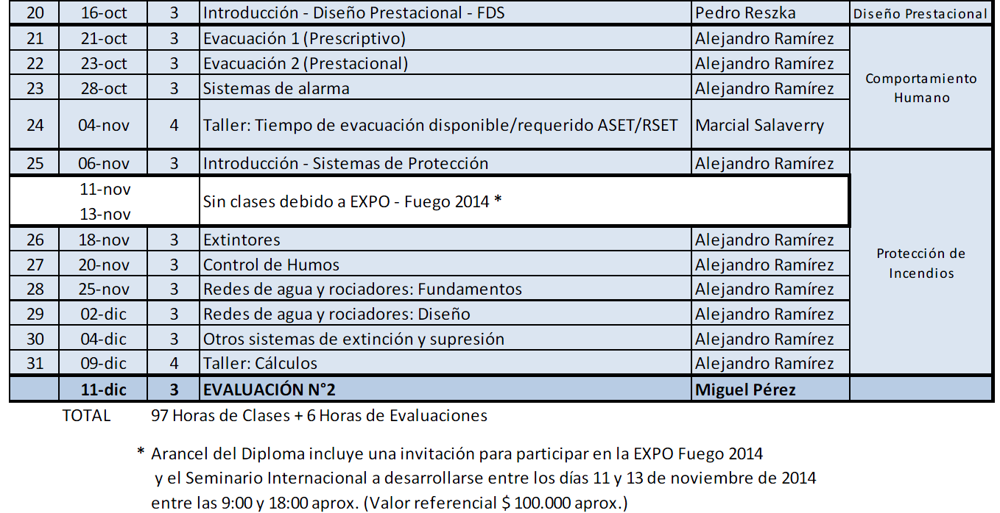 20 16-oct 3 Introducción - Diseño Prestacional - FDS Pedro Reszka Diseño Prestacional
21 21-oct 3 Evacuación 1 (Prescriptivo) Alejandro Ramírez
22 23-oct 3 Evacuación 2 (Prestacional) Alejandro Ramírez
Comportamiento
Humano
23 28-oct 3 Sistemas de alarma Alejandro Ramírez
24 04-nov 4 Taller: Tiempo de evacuación disponible/requerido ASET/RSET Marcial Salaverry
25 06-nov 3 Introducción - Sistemas de Protección Alejandro Ramírez
11-nov
13-nov
Sin clases debido a EXPO - Fuego 2014 *
26 18-nov 3 Extintores Alejandro Ramírez
Protección de
Incendios
27 20-nov 3 Control de Humos Alejandro Ramírez
28 25-nov 3 Redes de agua y rociadores: Fundamentos Alejandro Ramírez
29 02-dic 3 Redes de agua y rociadores: Diseño Alejandro Ramírez
30 04-dic 3 Otros sistemas de extinción y supresión Alejandro Ramírez
31 09-dic 4 Taller: Cálculos Alejandro Ramírez
11-dic 3 EVALUACIÓN N°2 Miguel Pérez
TOTAL 97 Horas de Clases + 6 Horas de Evaluaciones
* Arancel del Diploma incluye una invitación para participar en la EXPO Fuego 2014
y el Seminario Internacional a desarrollarse entre los días 11 y 13 de noviembre de 2014
entre las 9:00 y 18:00 aprox. (Valor referencial $ 100.000 aprox.)